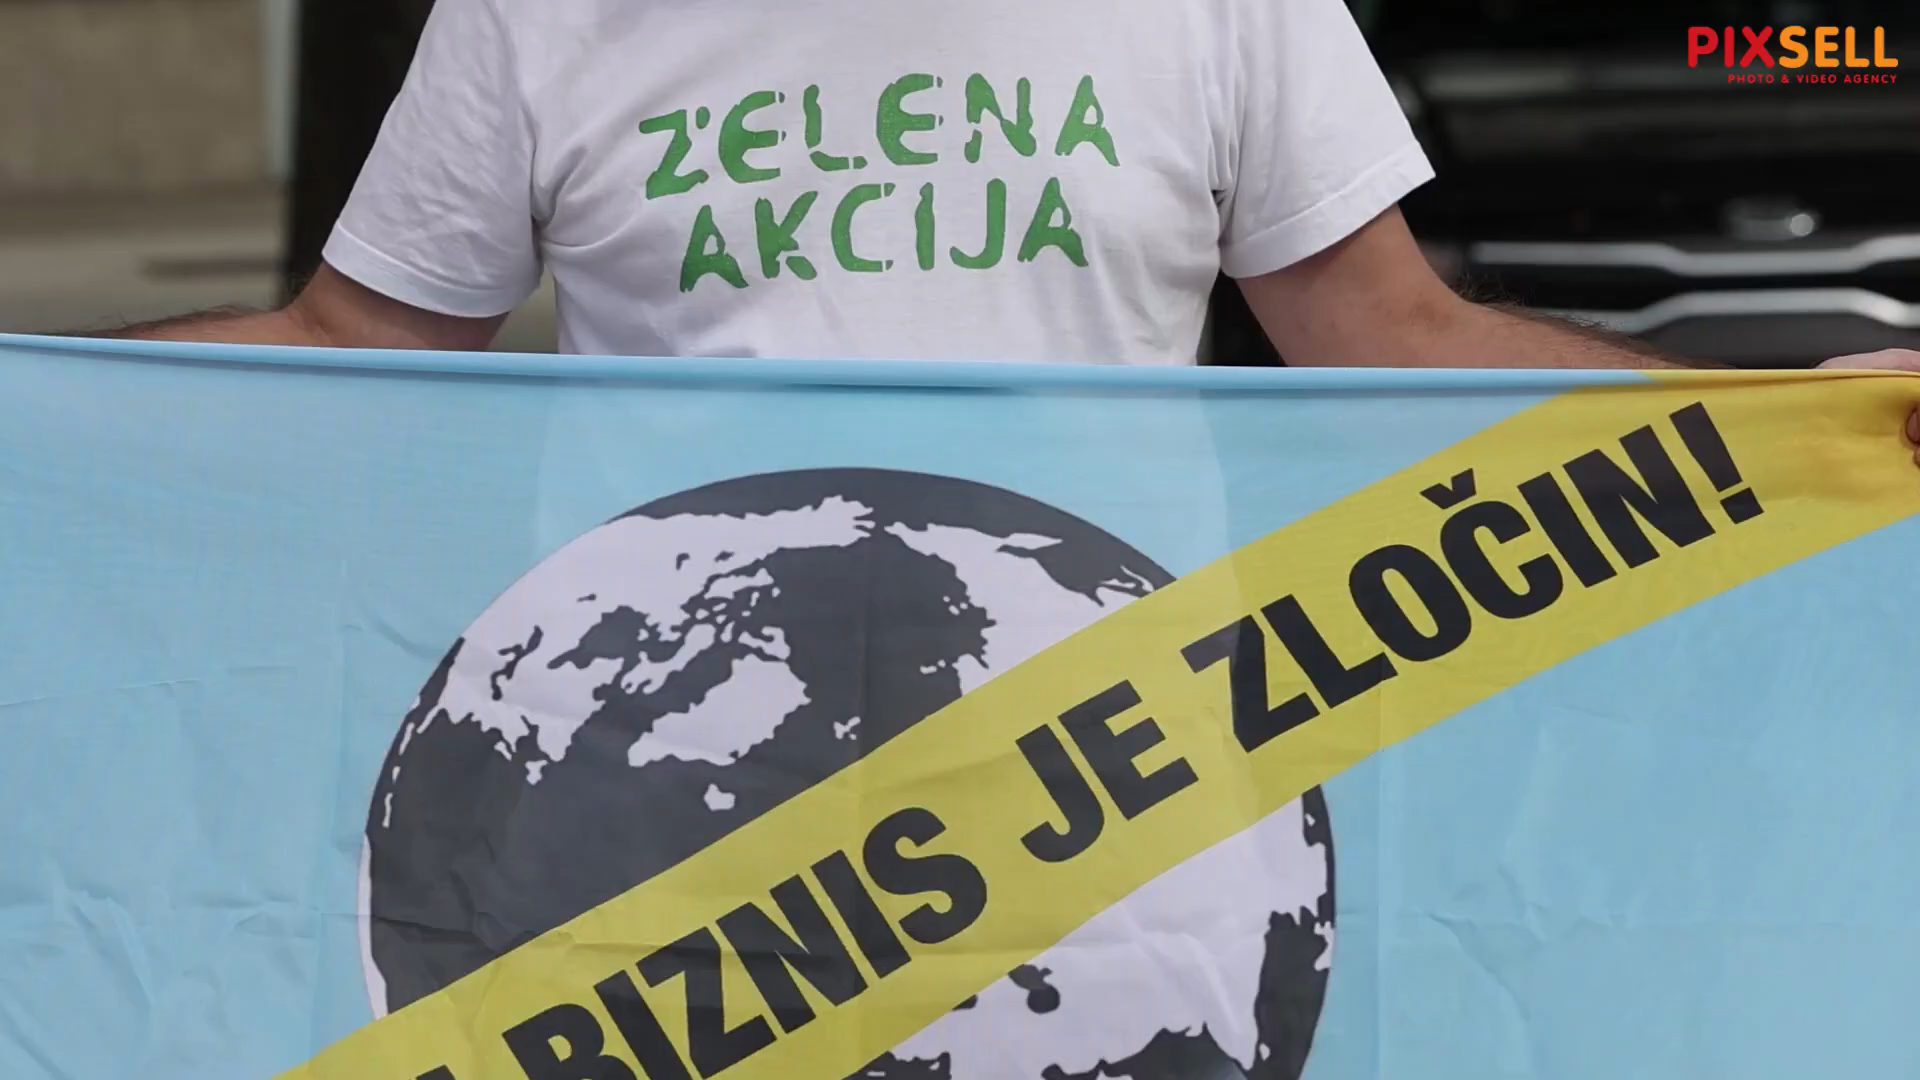 PIXSELL
PHOTO & VIDEO AGENCY
ZELENA
AKCIJA
BIZNIS JE ZLOČIN!